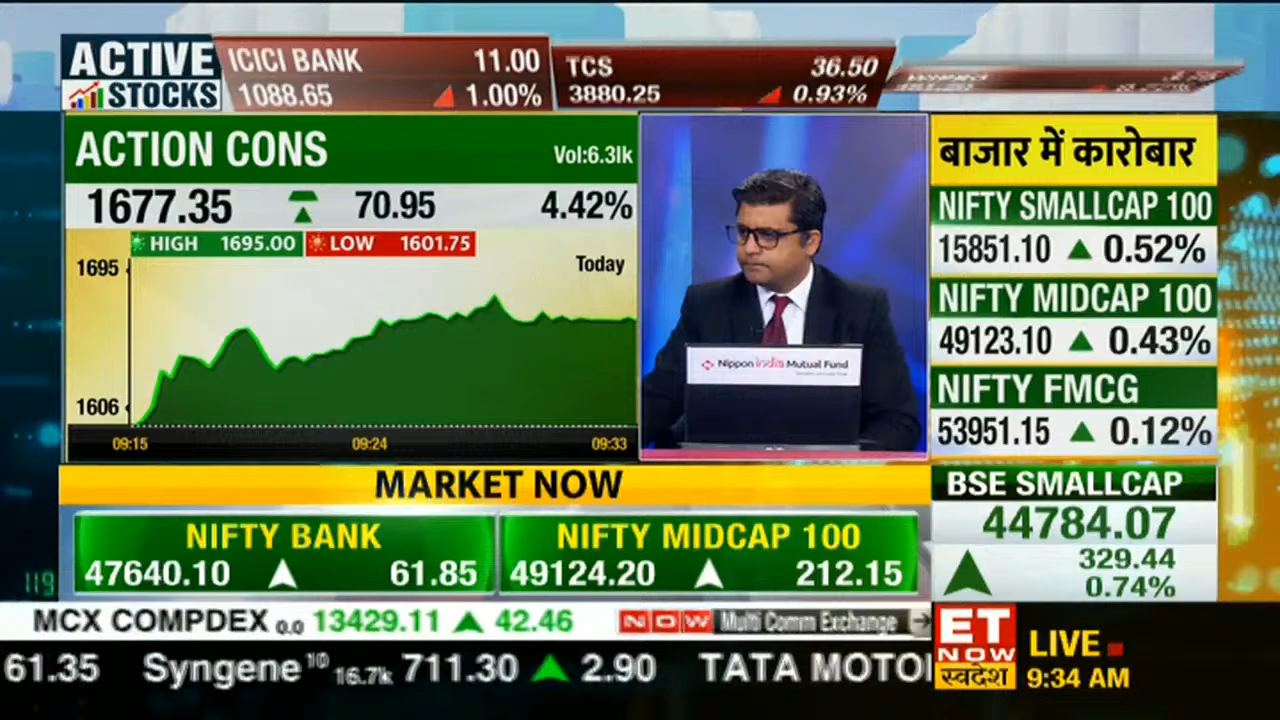 ACTIVE STOCKS
ICICI BANK 11.00
1088.65 1.00%
TCS 36.50
3880.25 0.93%
ACTION CONS Vol:6.3lk
1677.35 70.95 4.42%
HIGH 1695.00 LOW 1601.75
Today
1695
1606
09:15 09:24 09:33
Nippon india Mutual Fund
बाजार में कारोबार
NIFTY SMALLCAP 100
15851.10 0.52%
NIFTY MIDCAP 100
49123.10 0.43%
NIFTY FMCG
53951.15 0.12%
BSE SMALLCAP
44784.07
329.44
0.74%
MARKET NOW
NIFTY BANK
47640.10 61.85
NIFTY MIDCAP 100
49124.20 212.15
119
MCX COMPDEX 0.0 13429.11 42.46 NOW Multi Comm Exchange
61.35 Syngene 10 16.7k 711.30 2.90 TATA MOTO
ET
NOW
स्वदेश
LIVE
9:34 AM